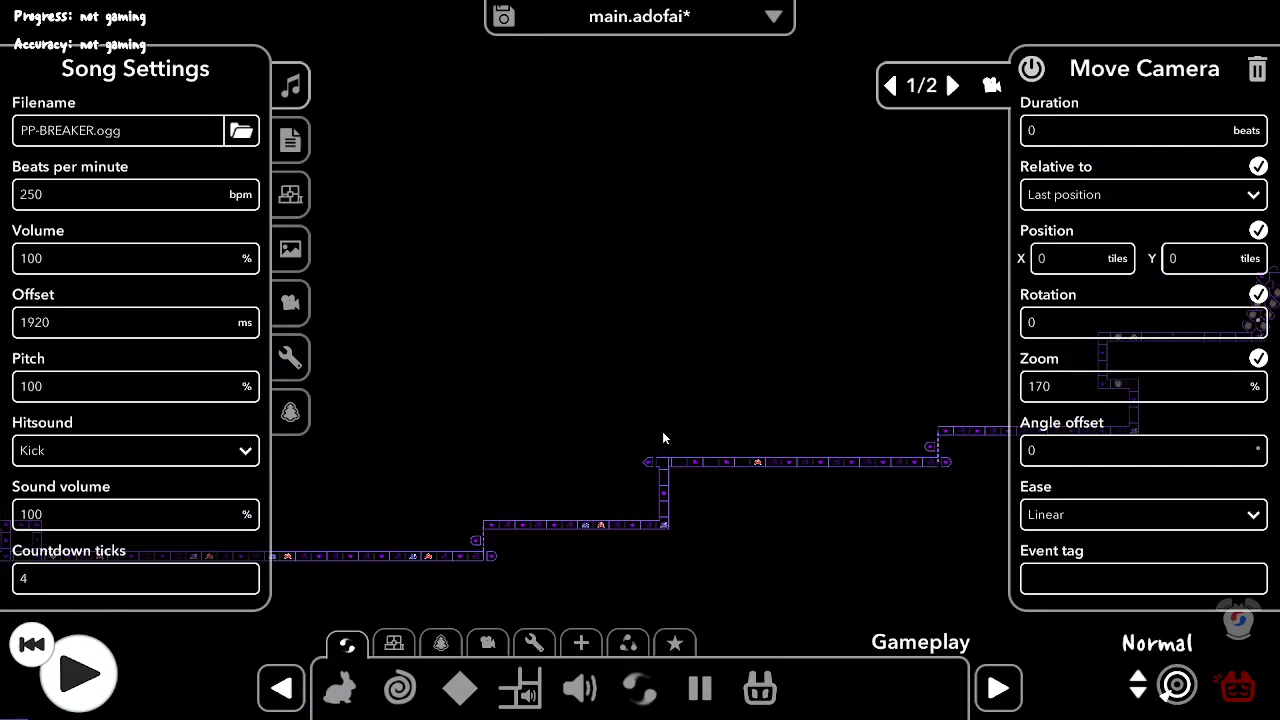 Progress: not gaming
Accuracy: not gaming
main.adofai*
Song Settings
Filename
PP-BREAKER.ogg
Beats per minute
250 bpm
Volume
100 %
Offset
1920 ms
Pitch
100 %
Hitsound
Kick
Sound volume
100 %
Countdown ticks
4
1/2
Move Camera
Duration
0 beats
Relative to
Last position
Position
X 0 tiles Y 0 tiles
Rotation
0
Zoom
170 %
Angle offset
0 °
Ease
Linear
Event tag
Gameplay
Normal